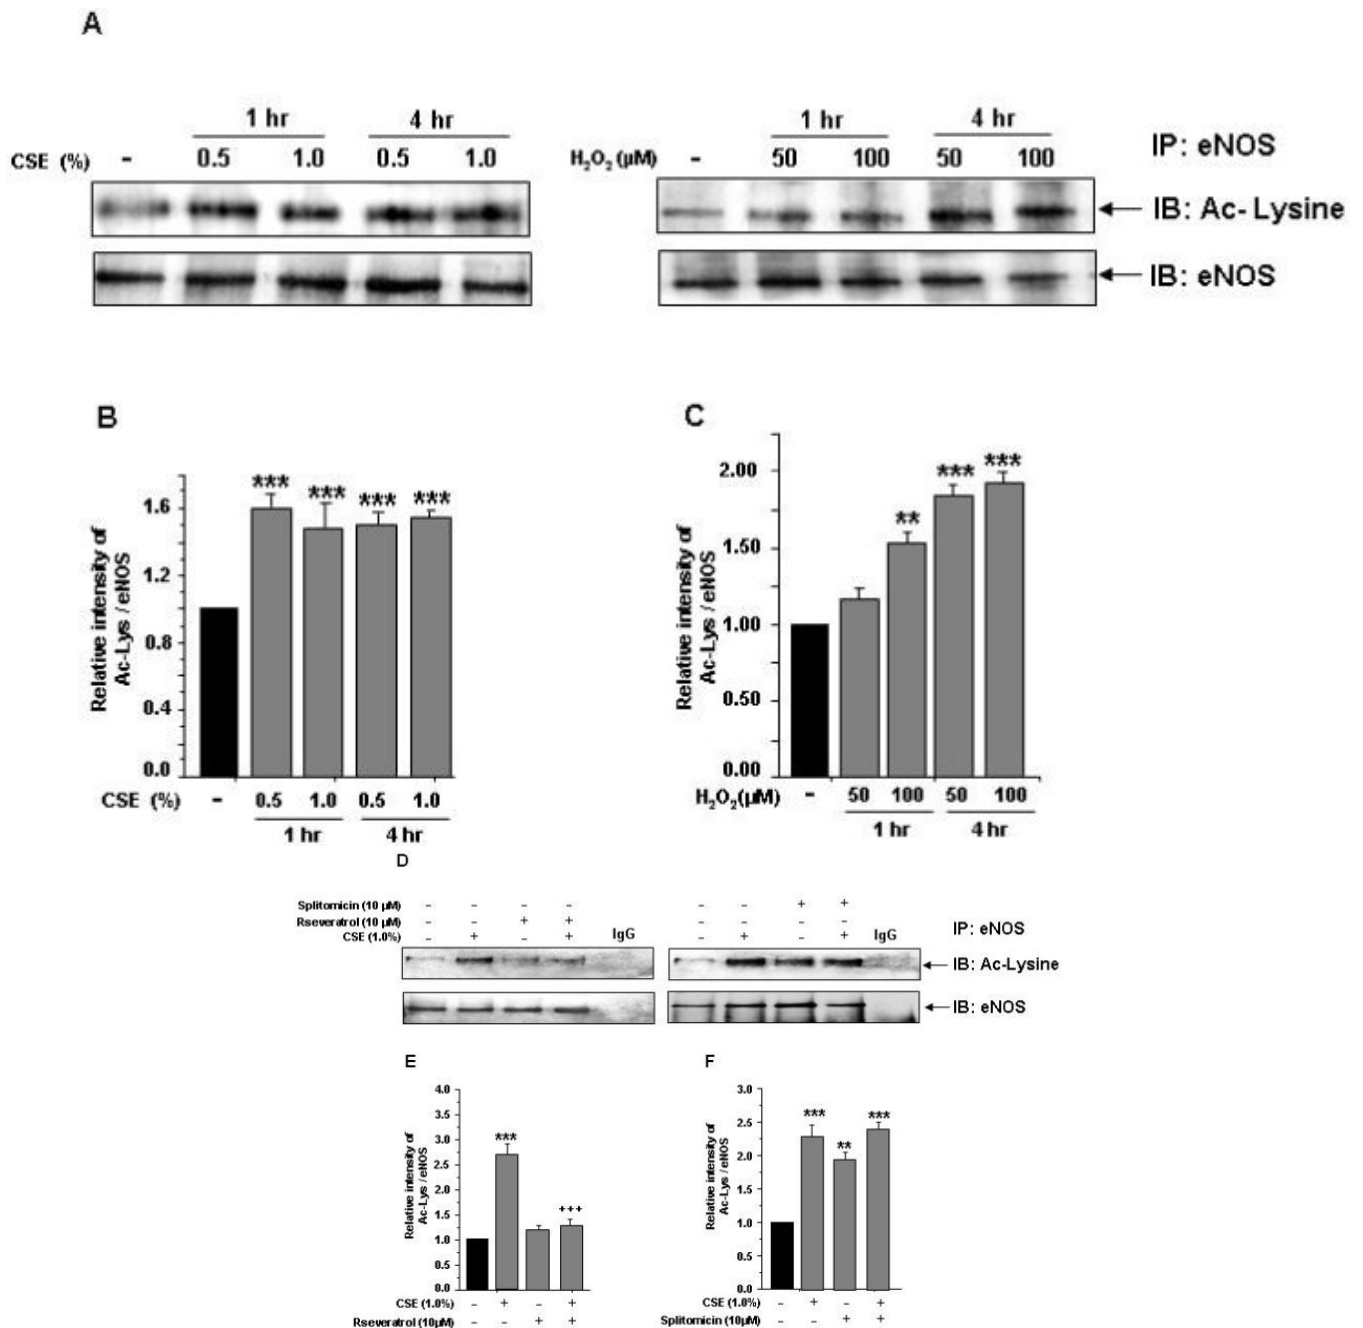 A
1 hr 4 hr
CSE (%) - 0.5 1.0 0.5 1.0
1 hr 4 hr
H₂O₂ (µM) - 50 100 50 100
IP: eNOS
IB: Ac-Lysine
IB: eNOS
B
Relative intensity of
Ac-Lys / eNOS
1.6
1.2
0.8
0.4
0.0
*** *** *** ***
CSE (%) - 0.5 1.0 0.5 1.0
1 hr 4 hr
C
Relative intensity of
Ac-Lys / eNOS
2.00
1.50
1.00
0.50
0.00
** *** ***
H₂O₂(µM) - 50 100 50 100
1 hr 4 hr
D
Splitomicin (10 µM) - - - - - - + +
Rseveratrol (10 µM) - - + + - - - -
CSE (1.0%) - + - + IgG - + - + IgG
IP: eNOS
IB: Ac-Lysine
IB: eNOS
E
Relative intensity of
Ac-Lys / eNOS
4.0
3.5
3.0
2.5
2.0
1.5
1.0
0.5
0.0
*** +++
CSE (1.0%) - + - +
Rseveratrol (10µM) - - + +
F
Relative intensity of
Ac-Lys / eNOS
3.0
2.5
2.0
1.5
1.0
0.5
0.0
*** ** ***
CSE (1.0%) - + - +
Splitomicin (10µM) - - + +